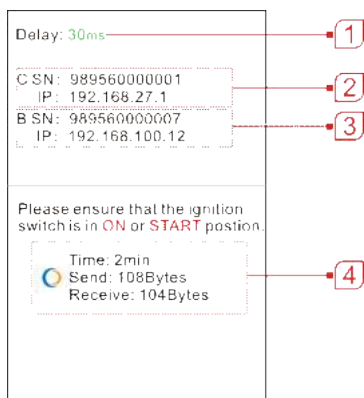 Delay: 30ms
1
C SN: 989560000001
IP: 192.168.27.1
2
B SN: 989560000007
IP: 192.168.100.12
3
Please ensure that the ignition
switch is in ON or START postion.
Time: 2min
Send: 108Bytes
Receive: 104Bytes
4